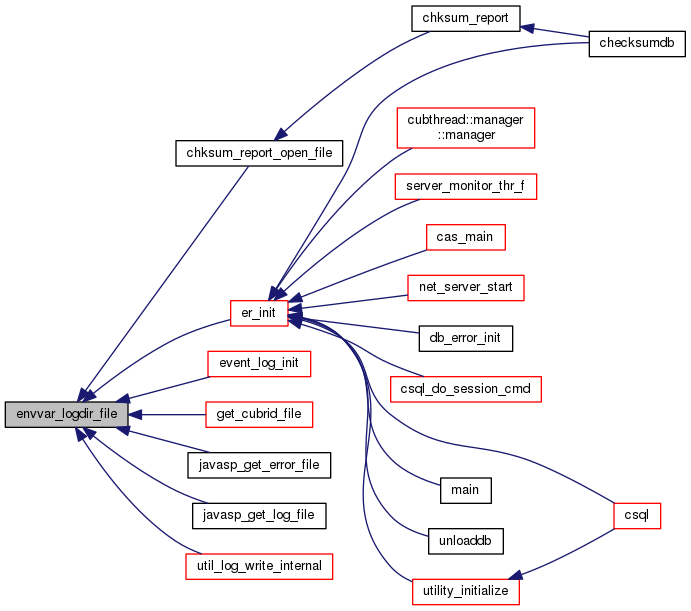 chksum_report
checksumdb
cubthread::manager
::manager
chksum_report_open_file
server_monitor_thr_f
cas_main
net_server_start
er_init
db_error_init
event_log_init
csql_do_session_cmd
envvar_logdir_file
get_cubrid_file
javasp_get_error_file
main
javasp_get_log_file
csql
unloaddb
util_log_write_internal
utility_initialize